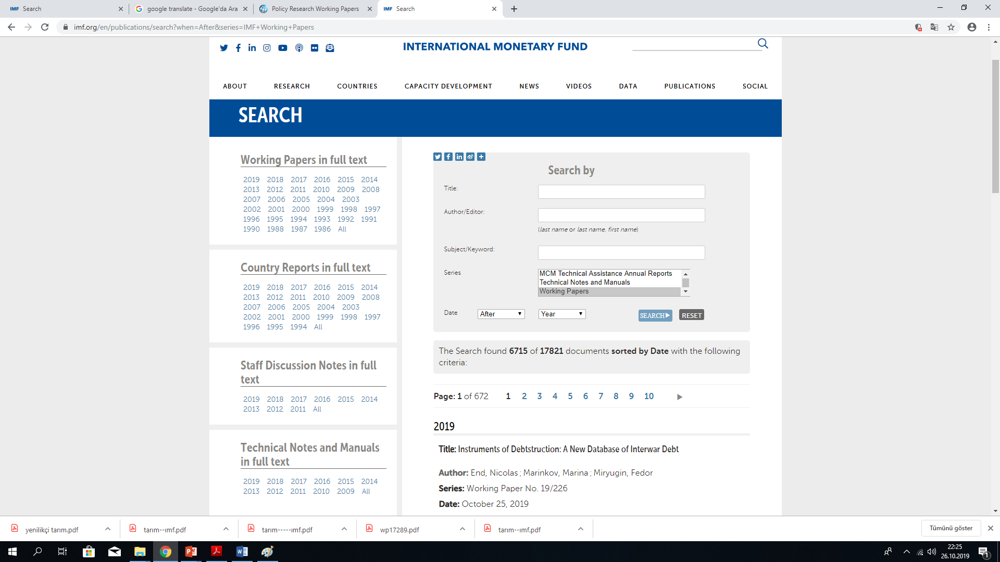 IMF Search
google translate - Google'da Ara
Policy Research Working Papers
IMF Search
imf.org/en/publications/search?when=After&series=IMF+Working+Papers
INTERNATIONAL MONETARY FUND
ABOUT RESEARCH COUNTRIES CAPACITY DEVELOPMENT NEWS VIDEOS DATA PUBLICATIONS SOCIAL
SEARCH
Working Papers in full text
2019 2018 2017 2016 2015 2014
2013 2012 2011 2010 2009 2008
2007 2006 2005 2004 2003
2002 2001 2000 1999 1998 1997
1996 1995 1994 1993 1992 1991
1990 1988 1987 1986 All
Country Reports in full text
2019 2018 2017 2016 2015 2014
2013 2012 2011 2010 2009 2008
2007 2006 2005 2004 2003
2002 2001 2000 1999 1998 1997
1996 1995 1994 All
Staff Discussion Notes in full
text
2019 2018 2017 2016 2015 2014
2013 2012 2011 All
Technical Notes and Manuals
in full text
2019 2018 2017 2016 2015 2014
2013 2012 2011 2010 2009 All
Search by
Title:
Author/Editor:
(last name or last name, first name)
Subject/Keyword:
Series
MCM Technical Assistance Annual Reports
Technical Notes and Manuals
Working Papers
Date After Year SEARCH RESET
The Search found 6715 of 17821 documents sorted by Date with the following
criteria:
Page: 1 of 672 1 2 3 4 5 6 7 8 9 10
2019
Title: Instruments of Debtstruction: A New Database of Interwar Debt
Author: End, Nicolas ; Marinkov, Marina ; Miryugin, Fedor
Series: Working Paper No. 19/226
Date: October 25, 2019
yenilikçi tarım.pdf
tarım--ımf.pdf
tarım-----ımf.pdf
wp17289.pdf
tarım--ımf.pdf
Tümünü göster
22:25
26.10.2019
1